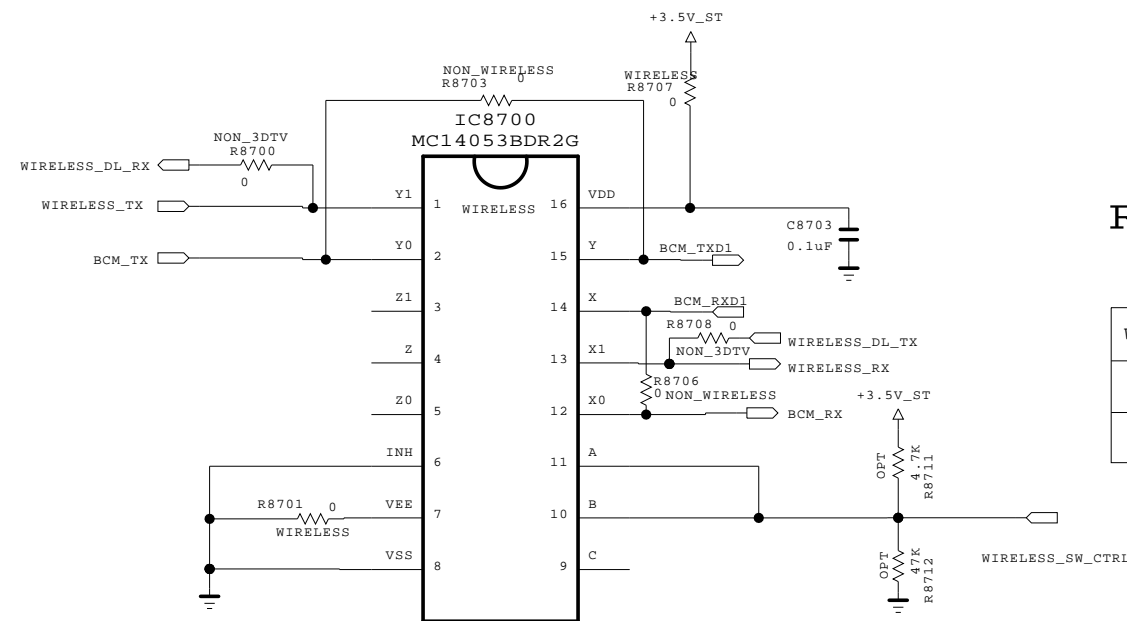 +3.5V_ST
NON_WIRELESS
R8703 0
WIRELESS
R8707
0
IC8700
MC14053BDR2G
NON_3DTV
R8700
0
WIRELESS_DL_RX
WIRELESS_TX
BCM_TX
Y1 1 WIRELESS 16 VDD
Y0 2 15 Y
Z1 3 14 X
Z 4 13 X1
Z0 5 12 X0
INH 6 11 A
VEE 7 10 B
VSS 8 9 C
C8703
0.1uF
BCM_TXD1
BCM_RXD1
R8708 0
NON_3DTV
WIRELESS_DL_TX
WIRELESS_RX
R8706
0 NON_WIRELESS
BCM_RX
+3.5V_ST
OPT
4.7K
R8711
R8701 0
WIRELESS
OPT
47K
R8712
WIRELESS_SW_CTRL